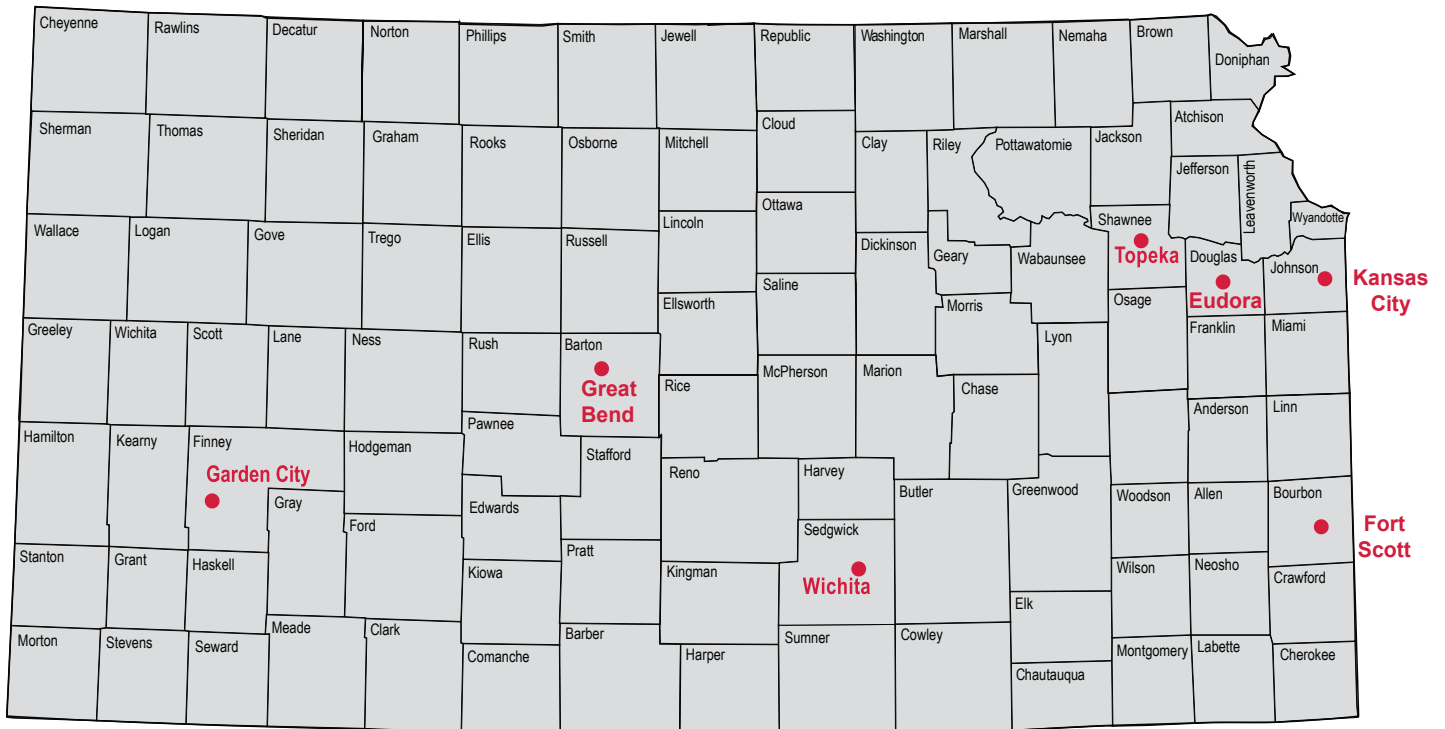 Cheyenne
Rawlins
Decatur
Norton
Phillips
Smith
Jewell
Republic
Washington
Marshall
Nemaha
Brown
Doniphan
Sherman
Thomas
Sheridan
Graham
Rooks
Osborne
Mitchell
Cloud
Clay
Riley
Pottawatomie
Jackson
Atchison
Jefferson
Leavenworth
Wyandotte
Wallace
Logan
Gove
Trego
Ellis
Russell
Lincoln
Ottawa
Dickinson
Geary
Wabaunsee
Shawnee
Topeka
Douglas
Eudora
Johnson
Kansas
City
Saline
Ellsworth
Morris
Osage
Greeley
Wichita
Scott
Lane
Ness
Rush
Barton
Great
Bend
Rice
McPherson
Marion
Chase
Lyon
Franklin
Miami
Hamilton
Kearny
Finney
Garden City
Hodgeman
Pawnee
Stafford
Anderson
Linn
Gray
Ford
Edwards
Reno
Harvey
Butler
Greenwood
Woodson
Allen
Bourbon
Fort
Scott
Sedgwick
Wichita
Stanton
Grant
Haskell
Kiowa
Pratt
Kingman
Wilson
Neosho
Crawford
Elk
Morton
Stevens
Seward
Meade
Clark
Comanche
Barber
Harper
Sumner
Cowley
Chautauqua
Montgomery
Labette
Cherokee